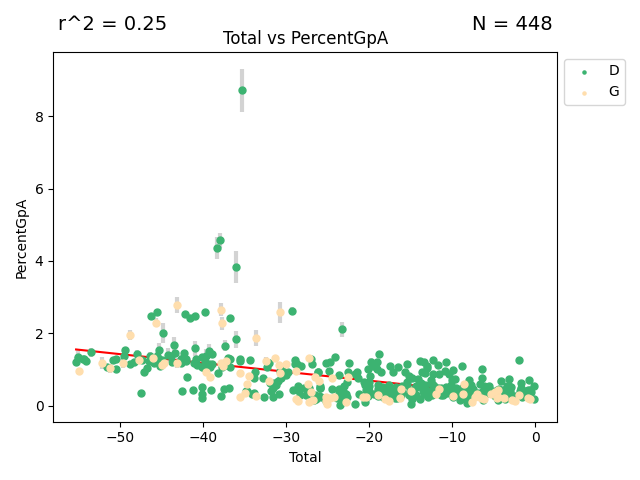 r^2 = 0.25
N = 448
Total vs PercentGpA
D
G
PercentGpA
8
6
4
2
0
−50
−40
−30
−20
−10
0
Total